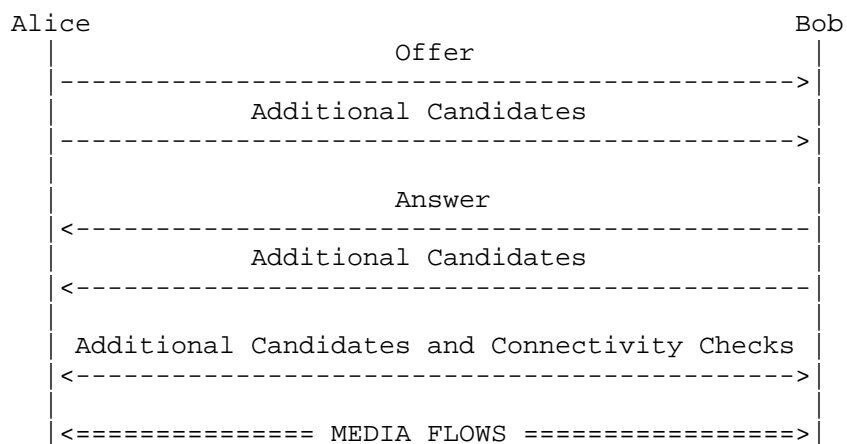 Alice Bob
Offer
Additional Candidates
Answer
Additional Candidates
Additional Candidates and Connectivity Checks
MEDIA FLOWS